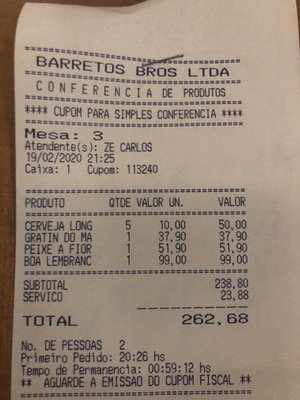 ================================
BARRETOS BROS LTDA
================================
CONFERENCIA DE PRODUTOS
================================
**** CUPOM PARA SIMPLES CONFERENCIA ****
================================
Mesa: 3
Atendente(s): ZE CARLOS
19/02/2020 21:25
Caixa: 1 Cupom: 113240
================================
PRODUTO QTDE VALOR UN. VALOR
================================
CERVEJA LONG 5 10,00 50,00
GRATIN DO MA 1 37,90 37,90
PEIXE A FIOR 1 51,90 51,90
BOA LEMBRANC 1 99,00 99,00
================================
SUBTOTAL 238,80
SERVICO 23,88
TOTAL 262,68
No. DE PESSOAS 2
Primeiro Pedido: 20:26 hs
Tempo de Permanencia: 00:59:12 hs
** AGUARDE A EMISSAO DO CUPOM FISCAL **
================================